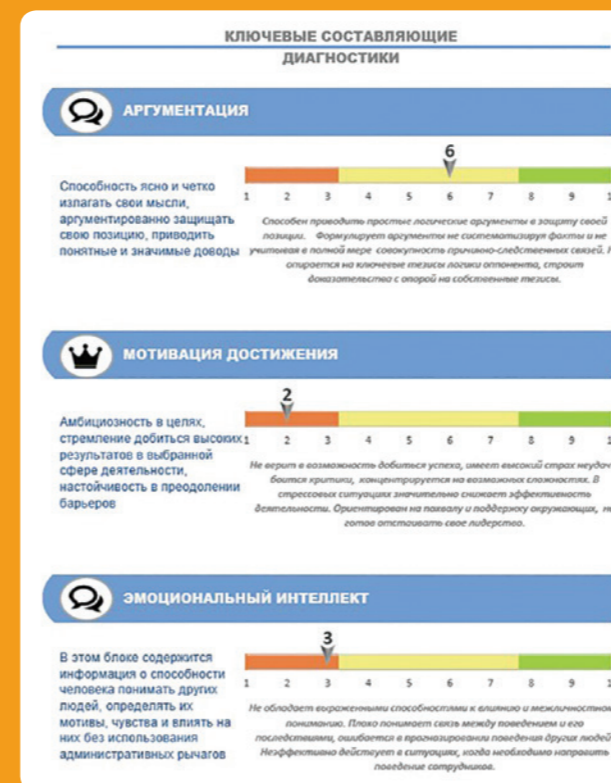 КЛЮЧЕВЫЕ СОСТАВЛЯЮЩИЕ
ДИАГНОСТИКИ
АРГУМЕНТАЦИЯ
Способность ясно и четко
излагать свои мысли,
аргументированно защищать
свою позицию, приводить
понятные и значимые доводы
6
1 2 3 4 5 6 7 8 9 1
Способен приводить простые логические аргументы в защиту своей
позиции. Формулирует аргументы не систематизируя факты и не
учитывая в полной мере совокупность причинно-следственных связей. Н
опирается на ключевые тезисы логики оппонента, строит
доказательства с опорой на собственные тезисы.
МОТИВАЦИЯ ДОСТИЖЕНИЯ
Амбициозность в целях,
стремление добиться высоких
результатов в выбранной
сфере деятельности,
настойчивость в преодолении
барьеров
2
1 2 3 4 5 6 7 8 9 1
Не верит в возможность добиться успеха, имеет высокий страх неудач
боится критики, концентрируется на возможных сложностях. В
стрессовых ситуациях значительно снижает эффективность
деятельности. Ориентирован на похвалу и поддержку окружающих, не
готов отстаивать свое лидерство.
ЭМОЦИОНАЛЬНЫЙ ИНТЕЛЛЕКТ
В этом блоке содержится
информация о способности
человека понимать других
людей, определять их
мотивы, чувства и влиять на
них без использования
административных рычагов
3
1 2 3 4 5 6 7 8 9 1
Не обладает выраженными способностями к влиянию и межличностном
пониманию. Плохо понимает связь между поведением и его
последствиями, ошибается в прогнозировании поведения других людей
Неэффективно действует в ситуациях, когда необходимо направить
поведение сотрудников.